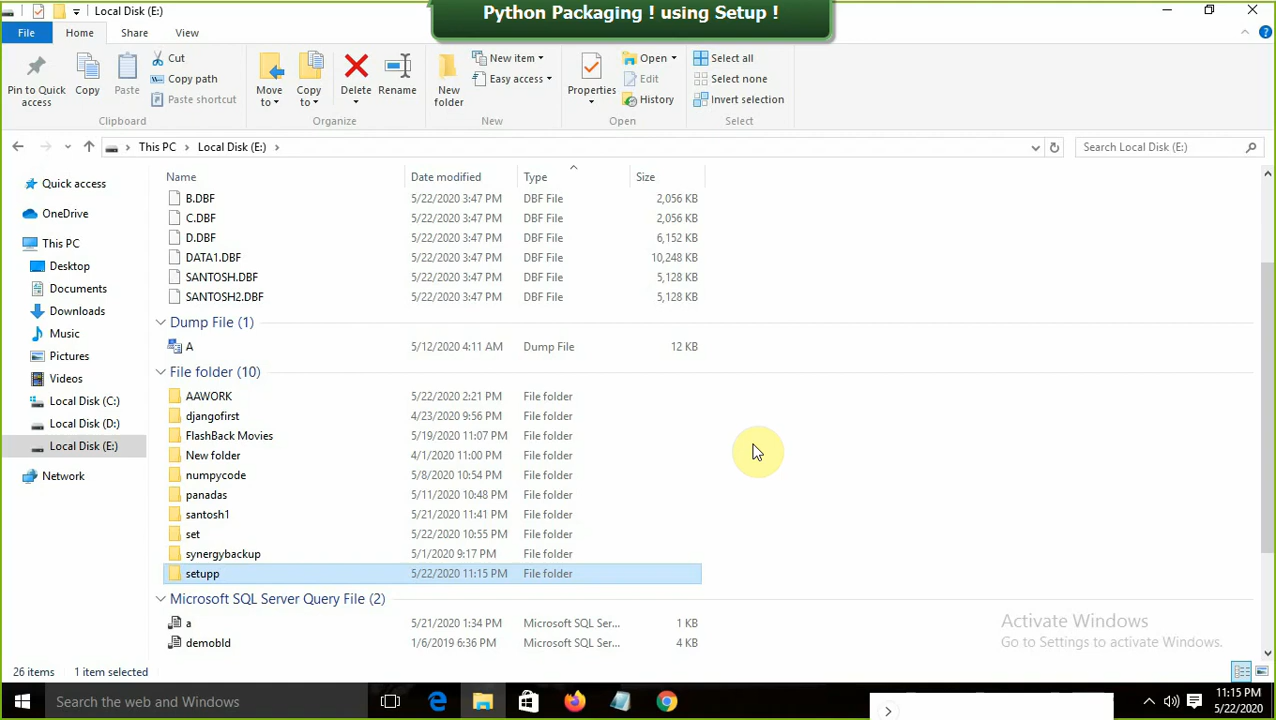 Local Disk (E:)
Python Packaging ! using Setup !
File Home Share View
Pin to Quick access
Copy
Paste
Cut
Copy path
Paste shortcut
Move to
Copy to
Delete
Rename
New folder
New item
Easy access
Properties
Open
Edit
History
Select all
Select none
Invert selection
Clipboard Organize New Open Select
This PC Local Disk (E:)
Search Local Disk (E:)
Quick access
OneDrive
This PC
Desktop
Documents
Downloads
Music
Pictures
Videos
Local Disk (C:)
Local Disk (D:)
Local Disk (E:)
Network
Name Date modified Type Size
B.DBF 5/22/2020 3:47 PM DBF File 2,056 KB
C.DBF 5/22/2020 3:47 PM DBF File 2,056 KB
D.DBF 5/22/2020 3:47 PM DBF File 6,152 KB
DATA1.DBF 5/22/2020 3:47 PM DBF File 10,248 KB
SANTOSH.DBF 5/22/2020 3:47 PM DBF File 5,128 KB
SANTOSH2.DBF 5/22/2020 3:47 PM DBF File 5,128 KB
Dump File (1)
A 5/12/2020 4:11 AM Dump File 12 KB
File folder (10)
AAWORK 5/22/2020 2:21 PM File folder
djangofirst 4/23/2020 9:56 PM File folder
FlashBack Movies 5/19/2020 11:07 PM File folder
New folder 4/1/2020 11:00 PM File folder
numpycode 5/8/2020 10:54 PM File folder
panadas 5/11/2020 10:48 PM File folder
santosh1 5/21/2020 11:41 PM File folder
set 5/22/2020 10:55 PM File folder
synergybackup 5/1/2020 9:17 PM File folder
setupp 5/22/2020 11:15 PM File folder
Microsoft SQL Server Query File (2)
a 5/21/2020 1:34 PM Microsoft SQL Ser... 1 KB
demobld 1/6/2019 6:36 PM Microsoft SQL Ser... 4 KB
Activate Windows
Go to Settings to activate Windows.
26 items 1 item selected
Search the web and Windows
11:15 PM
5/22/2020